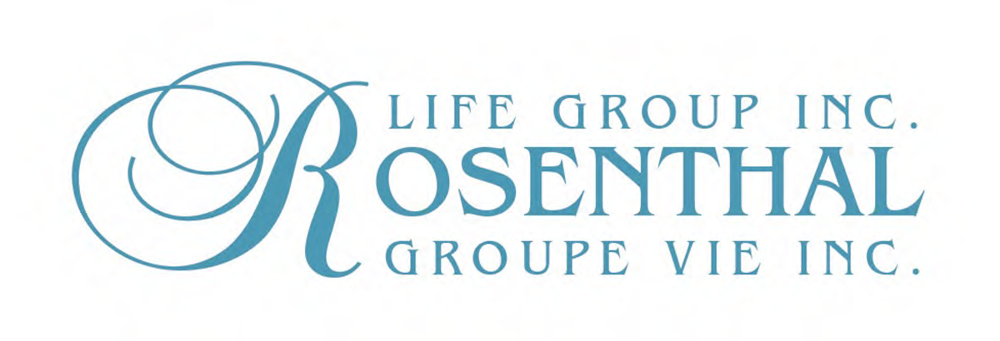 LIFE GROUP INC.
ROSENTHAL
GROUPE VIE INC.